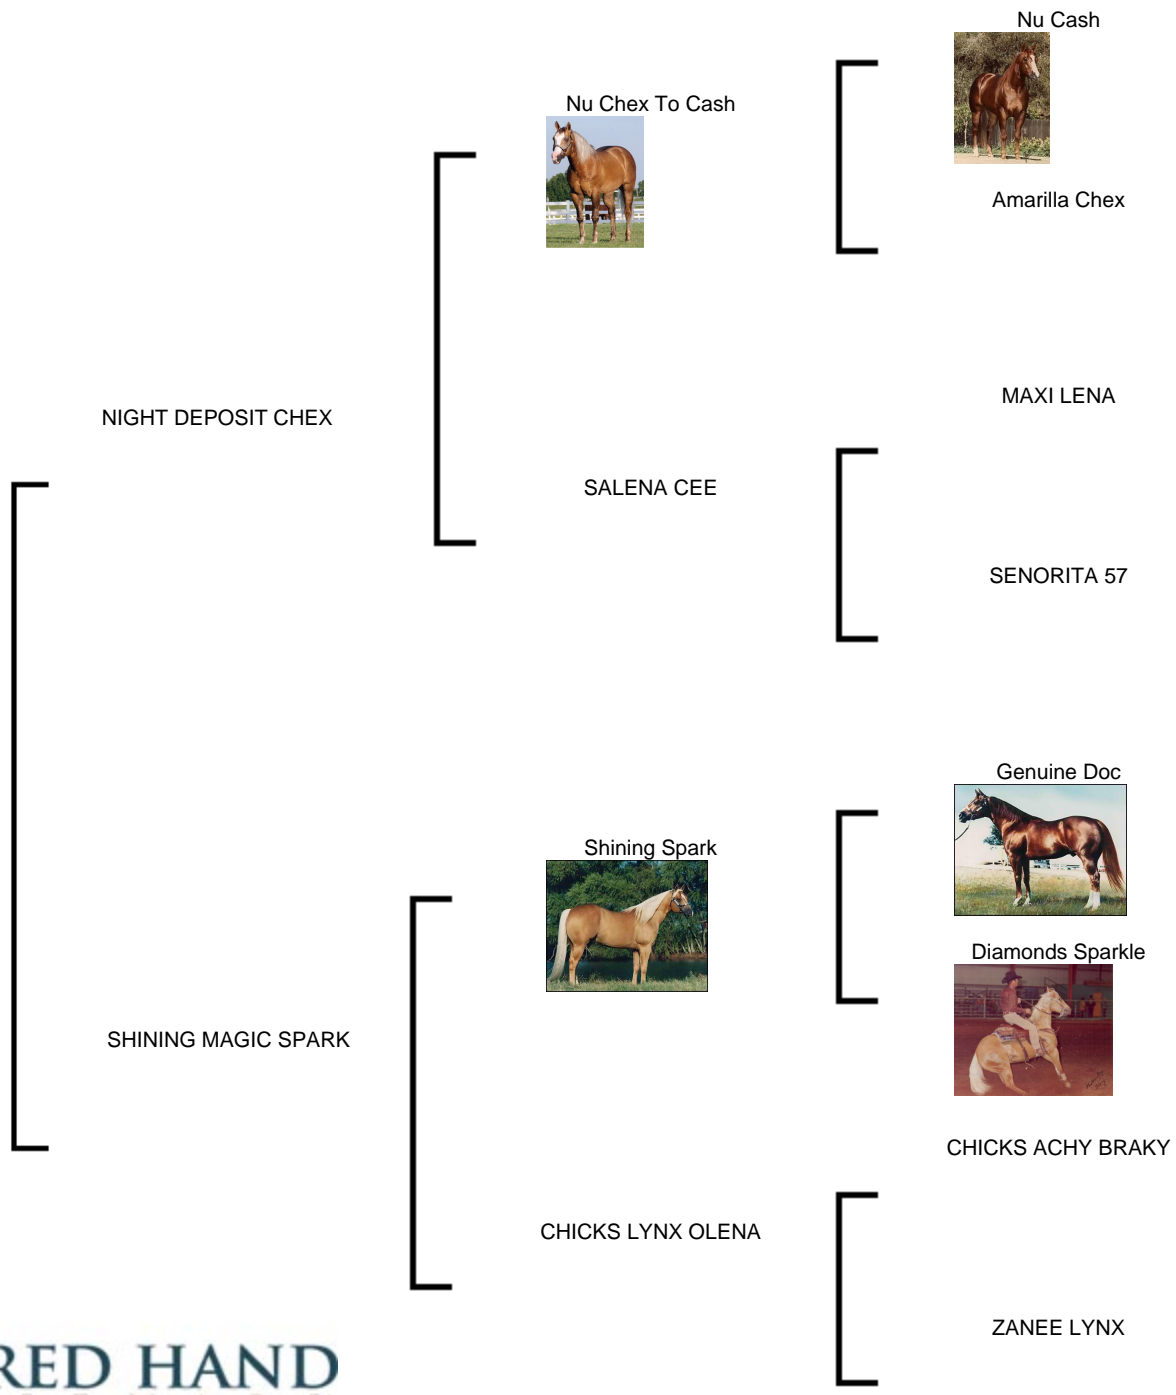 Nu Cash
Nu Chex To Cash
Amarilla Chex
MAXI LENA
NIGHT DEPOSIT CHEX
SALENA CEE
SENORITA 57
Genuine Doc
Shining Spark
Diamonds Sparkle
SHINING MAGIC SPARK
CHICKS ACHY BRAKY
CHICKS LYNX OLENA
ZANEE LYNX
RED HAND